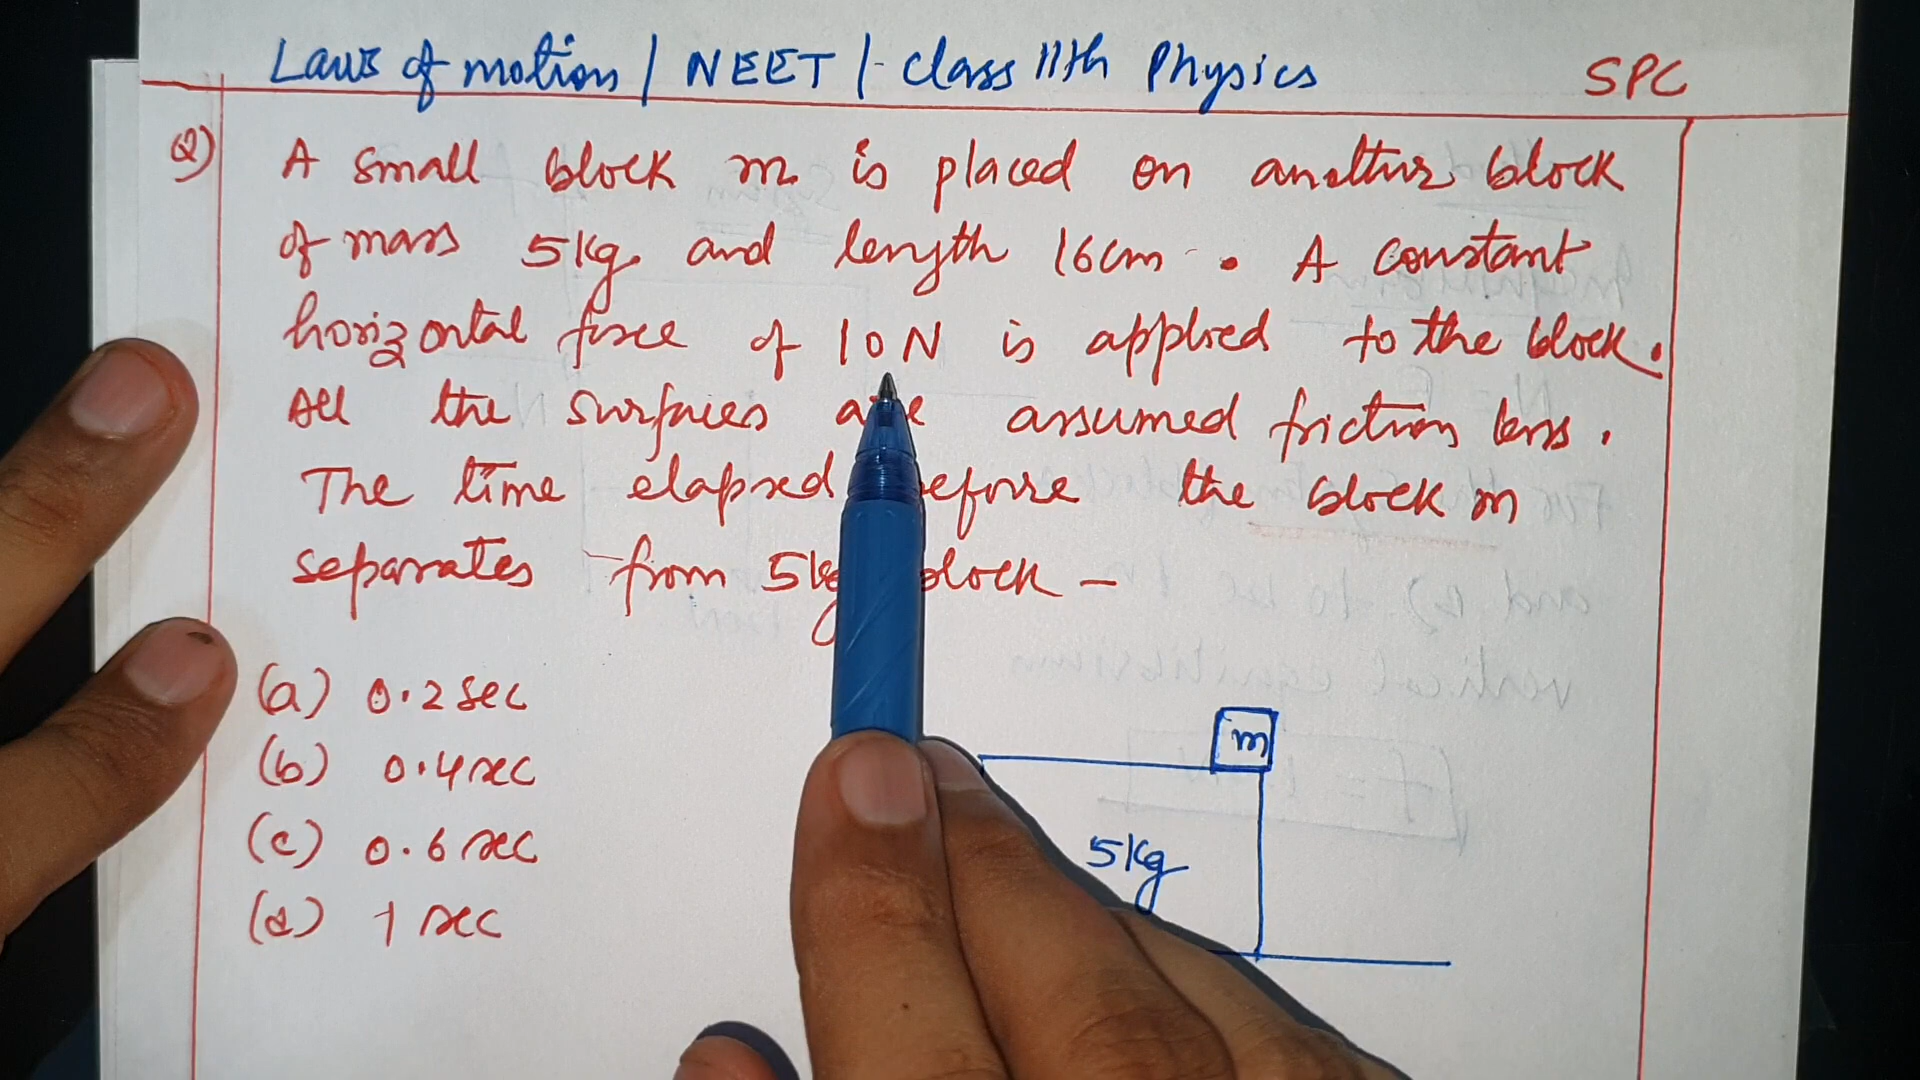 Laws of motion / NEET / class 11th Physics SPC
Q) A small block m is placed on another block
of mass 5kg and length 16cm. A constant
horizontal force of 10N is applied to the block.
All the surfaces are assumed friction less.
The time elapsed before the block m
separates from 5kg block -
(a) 0.2 sec
(b) 0.4 sec
(c) 0.6 sec
(d) 1 sec
m
5kg